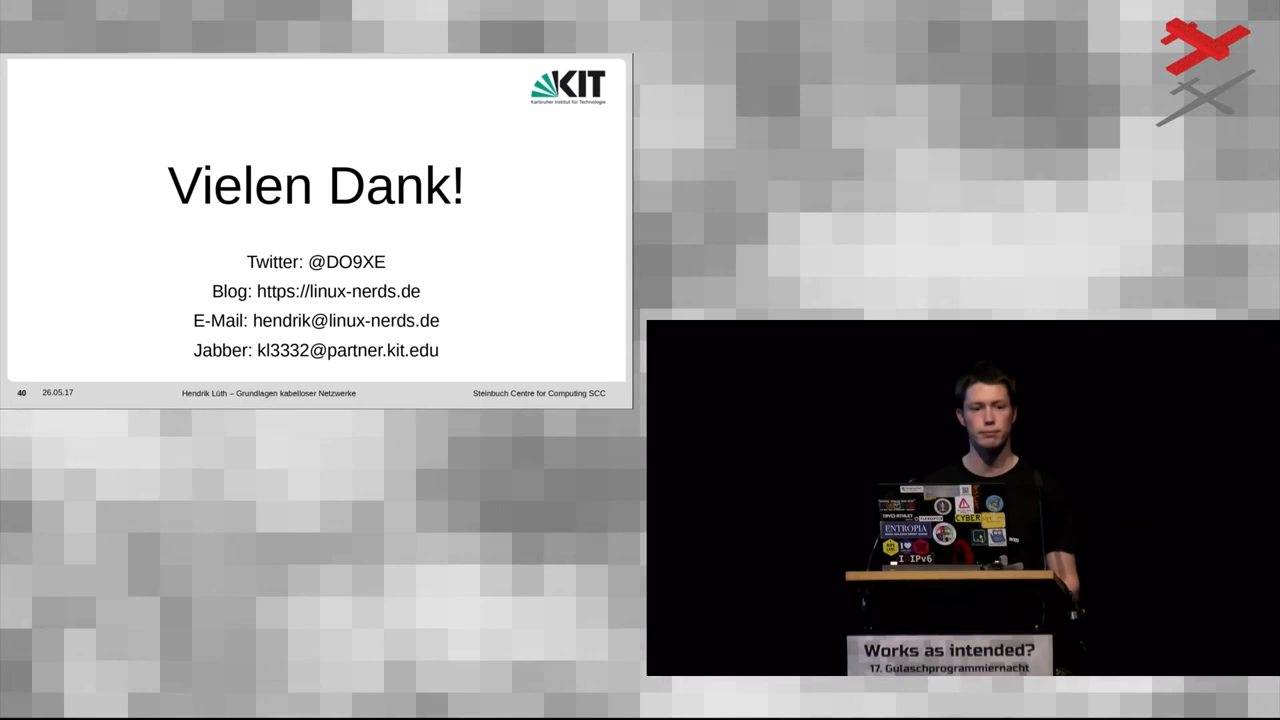 KIT
Karlsruher Institut für Technologie
Vielen Dank!
Twitter: @DO9XE
Blog: https://linux-nerds.de
E-Mail: hendrik@linux-nerds.de
Jabber: kl3332@partner.kit.edu
40 26.05.17 Hendrik Lüth – Grundlagen kabelloser Netzwerke Steinbuch Centre for Computing SCC
CYBER
ENTROPIA
IPv6
Works as intended?
17. Gulaschprogrammiernacht